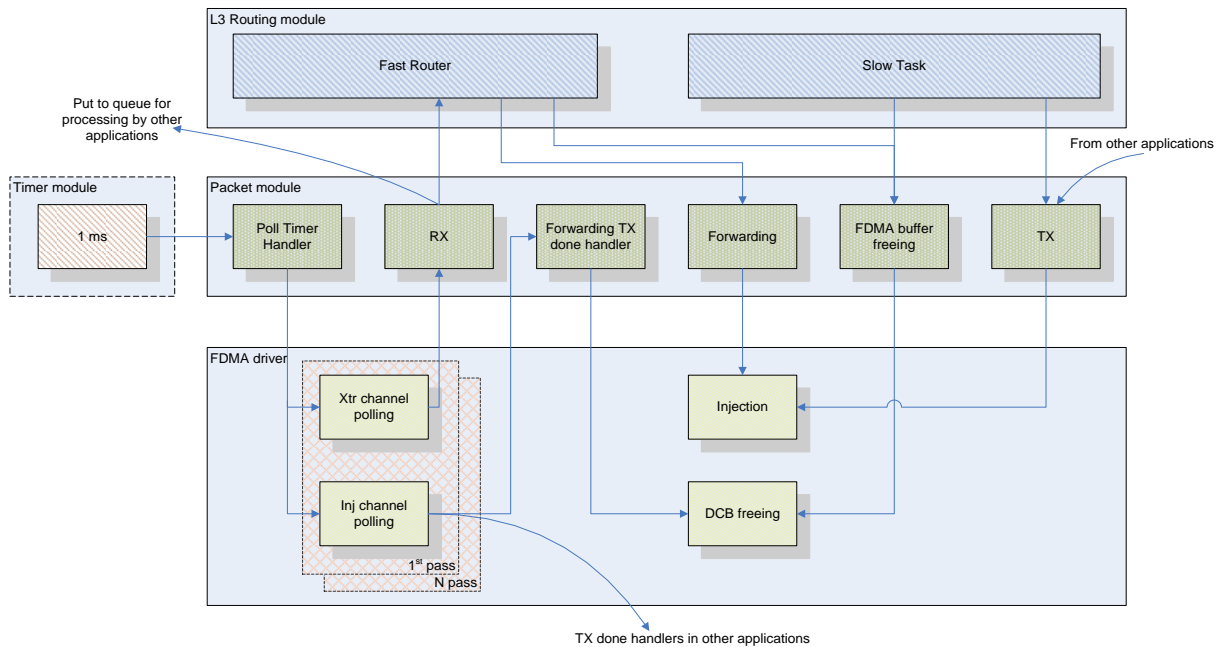 L3 Routing module
Fast Router
Slow Task
Put to queue for
processing by other
applications
From other applications
Timer module
Packet module
1 ms
Poll Timer
Handler
RX
Forwarding TX
done handler
Forwarding
FDMA buffer
freeing
TX
FDMA driver
Xtr channel
polling
Injection
Inj channel
polling
DCB freeing
1st pass
N pass
TX done handlers in other applications